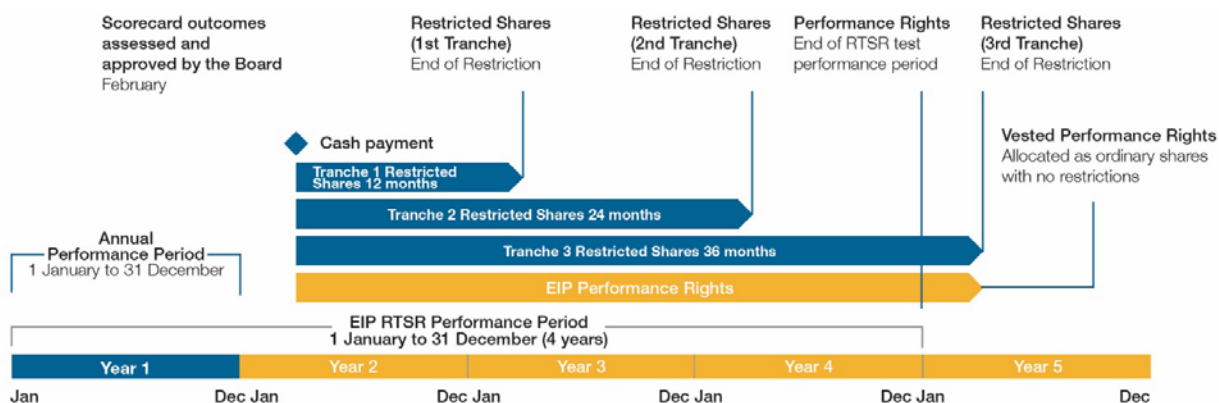 Scorecard outcomes
assessed and
approved by the Board
February
Restricted Shares
(1st Tranche)
End of Restriction
Restricted Shares
(2nd Tranche)
End of Restriction
Performance Rights
End of RTSR test
performance period
Restricted Shares
(3rd Tranche)
End of Restriction
Vested Performance Rights
Allocated as ordinary shares
with no restrictions
Cash payment
Tranche 1 Restricted
Shares 12 months
Tranche 2 Restricted Shares 24 months
Tranche 3 Restricted Shares 36 months
EIP Performance Rights
Annual
Performance Period
1 January to 31 December
EIP RTSR Performance Period
1 January to 31 December (4 years)
Year 1
Year 2
Year 3
Year 4
Year 5
Jan
Dec Jan
Dec Jan
Dec Jan
Dec Jan
Dec